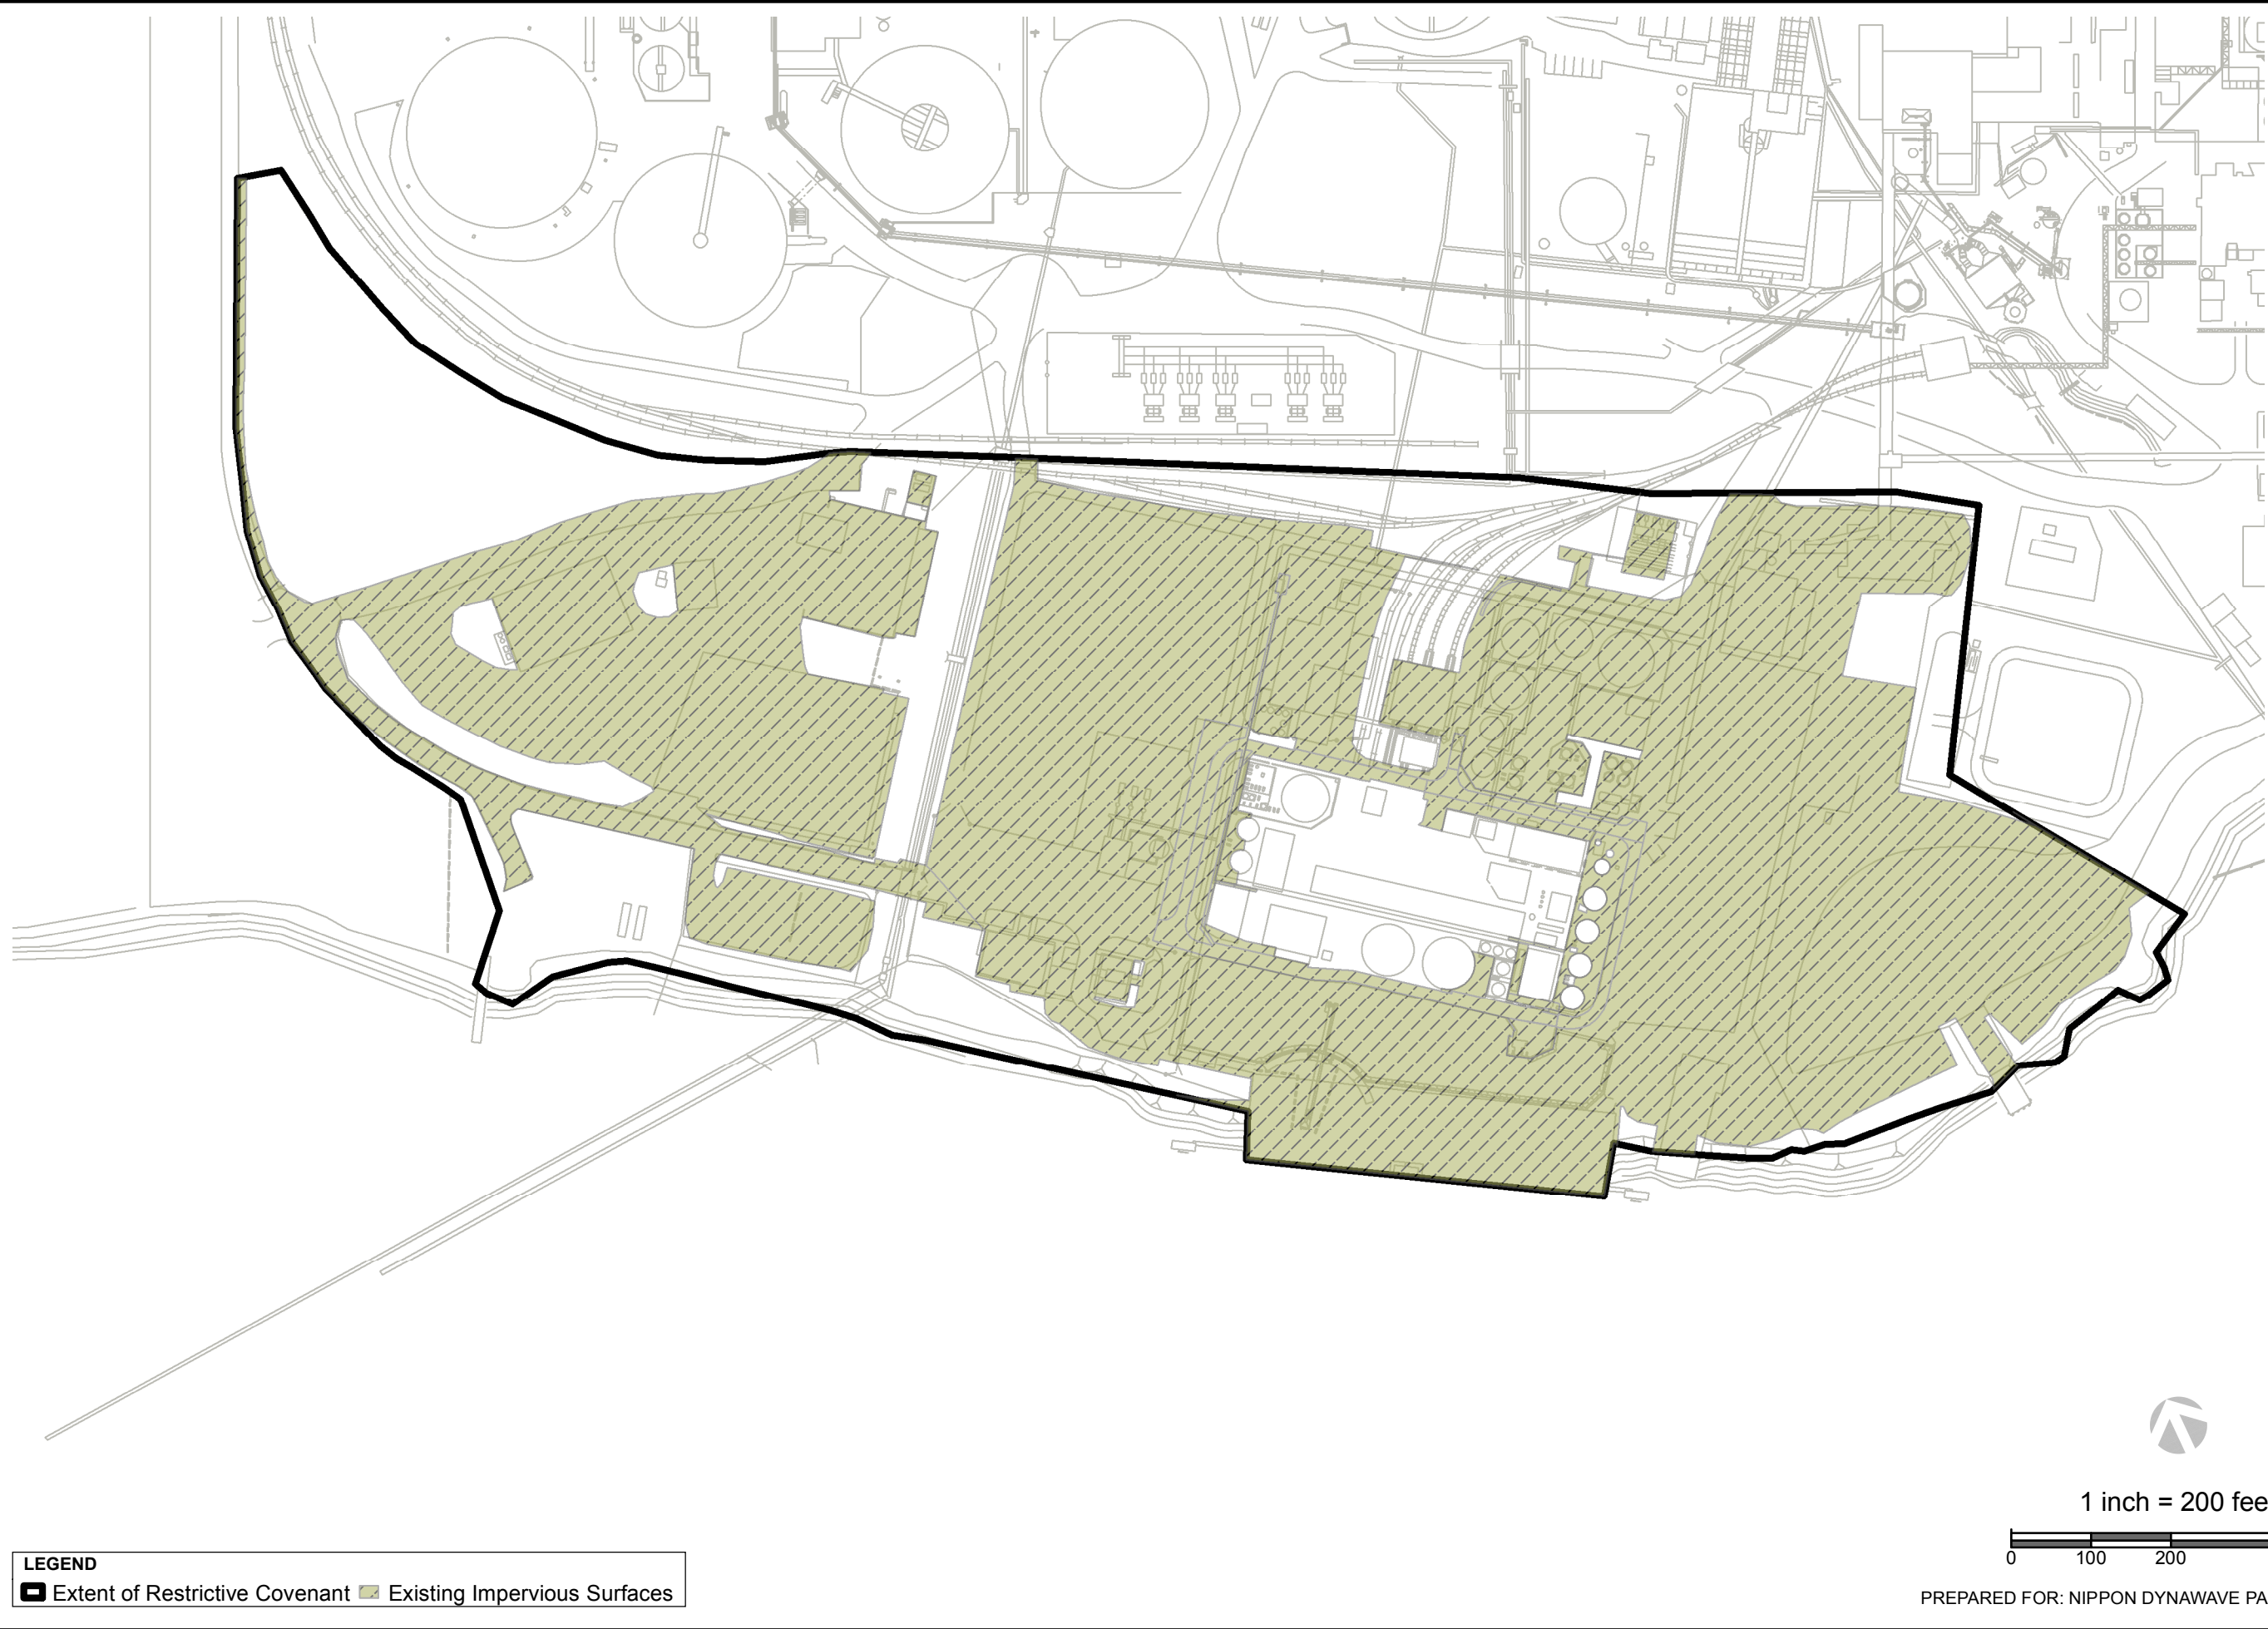 1 inch = 200 fee
0 100 200
LEGEND
Extent of Restrictive Covenant Existing Impervious Surfaces
PREPARED FOR: NIPPON DYNAWAVE PA